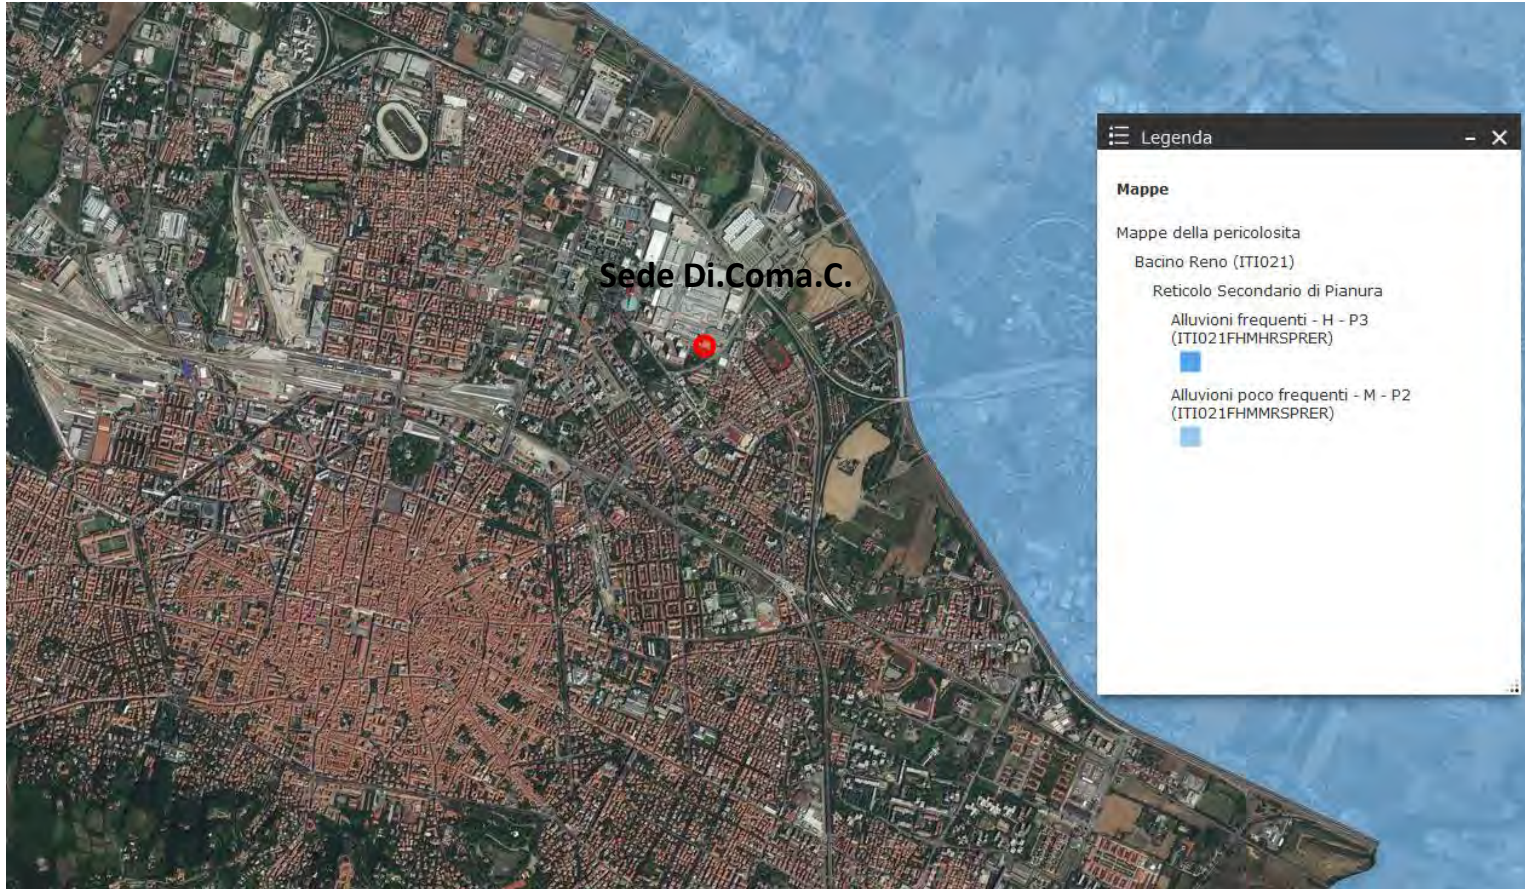 Sede Di.Coma.C.
Legenda
Mappe
Mappe della pericolosita
Bacino Reno (ITI021)
Reticolo Secondario di Pianura
Alluvioni frequenti - H - P3
(ITI021FHMHRSPRER)
Alluvioni poco frequenti - M - P2
(ITI021FHMMRSPRER)